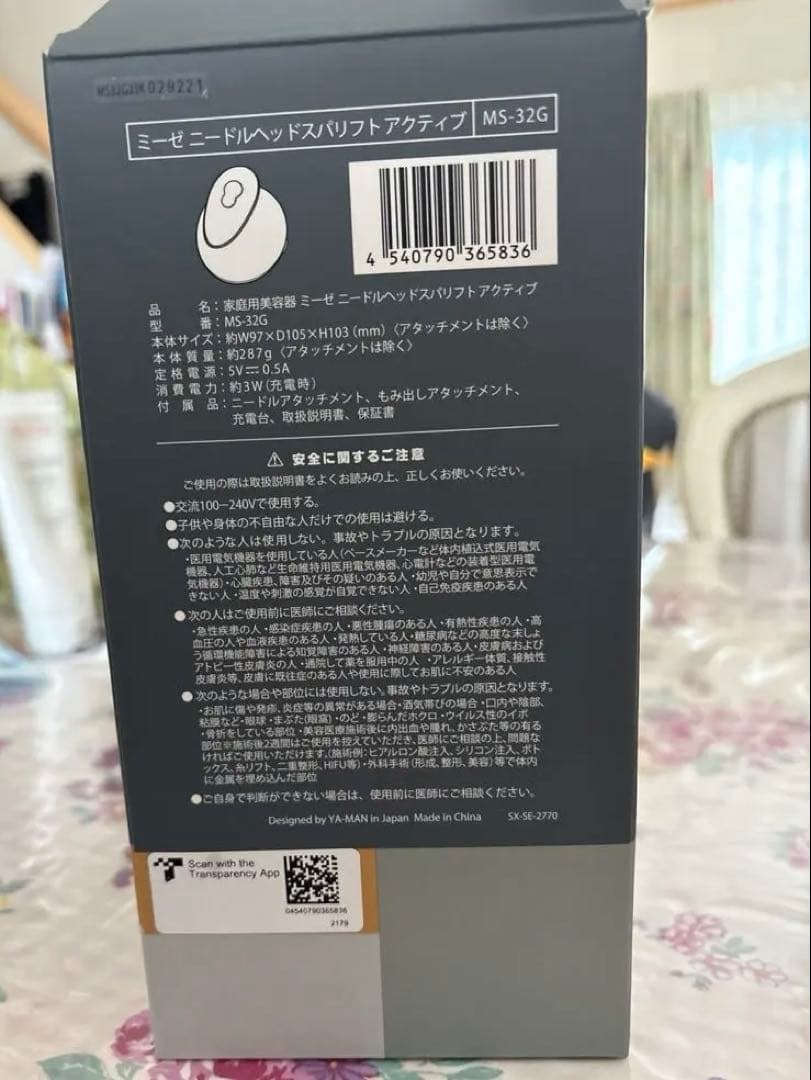 029221
ミーゼ ニードルヘッドスパリフト アクティブ MS-32G
4 540790 365836
品名：家庭用美容器 ミーゼ ニードルヘッドスパリフト アクティブ
型番：MS-32G
本体サイズ：約W97×D105×H103（mm）〈アタッチメントは除く〉
本体質量：約287g〈アタッチメントは除く〉
定格電源：5V⎓0.5A
消費電力：約3W（充電時）
付属品：ニードルアタッチメント、もみ出しアタッチメント、
充電台、取扱説明書、保証書
⚠ 安全に関するご注意
ご使用の際は取扱説明書をよくお読みの上、正しくお使いください。
●交流100−240Vで使用する。
●子供や身体の不自由な人だけでの使用は避ける。
●次のような人は使用しない。事故やトラブルの原因となります。
・医用電気機器を使用している人（ペースメーカーなど体内植込式医用電気
機器、人工心肺など生命維持用医用電気機器、心電計などの装着型医用電
気機器）・心臓疾患、障害及びその疑いのある人・幼児や自分で意思表示で
きない人・温度や刺激の感覚が自覚できない人・自己免疫疾患のある人
●次の人はご使用前に医師にご相談ください。
・急性疾患の人・感染症疾患の人・悪性腫瘍のある人・有熱性疾患の人・高
血圧の人や血液疾患のある人・発熱している人・糖尿病などの高度な末しょ
う循環機能障害による知覚障害のある人・神経障害のある人・皮膚病および
アトピー性皮膚炎の人・通院して薬を服用中の人・アレルギー体質、接触性
皮膚炎等、皮膚に既往症のある人や使用に際してお肌に不安のある人
●次のような場合や部位には使用しない。事故やトラブルの原因となります。
・お肌に傷や発疹、炎症等の異常がある場合・酒気帯びの場合・口内や陰部、
粘膜など・眼球・まぶた(眼窩)・のど・膨らんだホクロ・ウイルス性のイボ
・骨折をしている部位・美容医療施術後に内出血や腫れ、かさぶた等の有る
部位※施術後2週間はご使用を控えていただき、医師にご相談の上、問題な
ければご使用いただけます。(施術例：ヒアルロン酸注入、シリコン注入、ボト
ックス、糸リフト、二重整形、HIFU等)・外科手術(形成、整形、美容)等で体内
に金属を埋め込んだ部位
●ご自身で判断ができない場合は、使用前に医師にご相談ください。
Designed by YA-MAN in Japan Made in China SX-SE-2770
Scan with the
Transparency App
04540790365836
2179